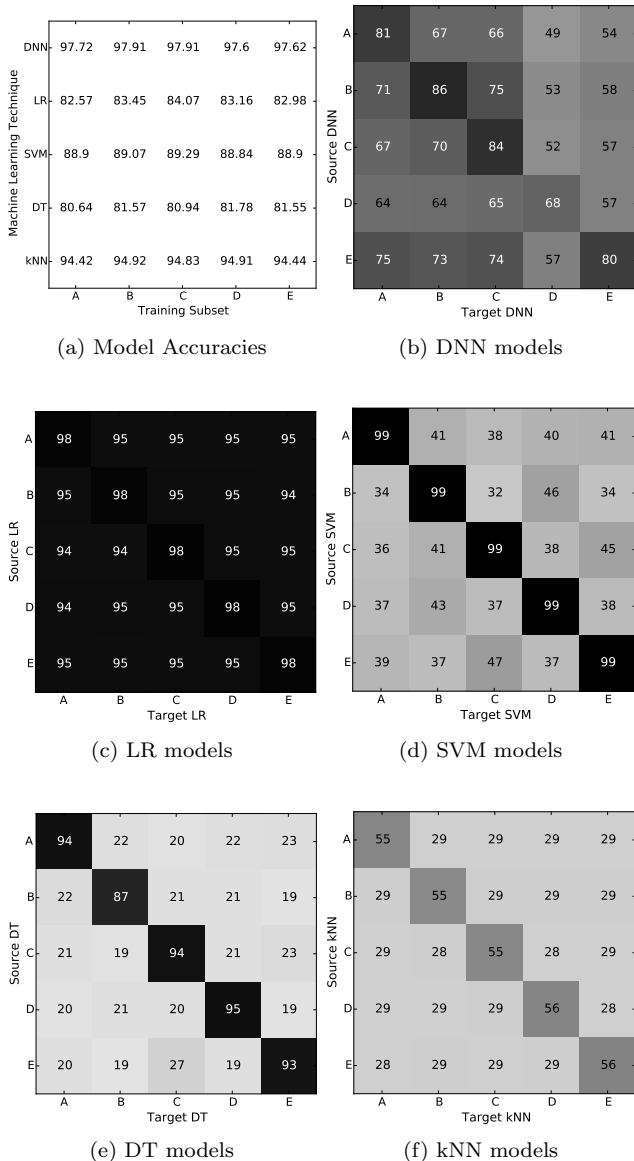 Machine Learning Technique
DNN 97.72 97.91 97.91 97.6 97.62
LR 82.57 83.45 84.07 83.16 82.98
SVM 88.9 89.07 89.29 88.84 88.9
DT 80.64 81.57 80.94 81.78 81.55
kNN 94.42 94.92 94.83 94.91 94.44
A B C D E
Training Subset
(a) Model Accuracies
Source DNN
A 81 67 66 49 54
B 71 86 75 53 58
C 67 70 84 52 57
D 64 64 65 68 57
E 75 73 74 57 80
A B C D E
Target DNN
(b) DNN models
Source LR
A 98 95 95 95 95
B 95 98 95 95 94
C 94 94 98 95 95
D 94 95 95 98 95
E 95 95 95 95 98
A B C D E
Target LR
(c) LR models
Source SVM
A 99 41 38 40 41
B 34 99 32 46 34
C 36 41 99 38 45
D 37 43 37 99 38
E 39 37 47 37 99
A B C D E
Target SVM
(d) SVM models
Source DT
A 94 22 20 22 23
B 22 87 21 21 19
C 21 19 94 21 23
D 20 21 20 95 19
E 20 19 27 19 93
A B C D E
Target DT
(e) DT models
Source kNN
A 55 29 29 29 29
B 29 55 29 29 29
C 29 28 55 28 29
D 29 29 29 56 28
E 28 29 29 29 56
A B C D E
Target kNN
(f) kNN models